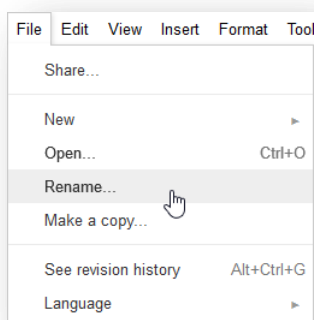 File Edit View Insert Format Tool
Share...
New
Open... Ctrl+O
Rename...
Make a copy...
See revision history Alt+Ctrl+G
Language